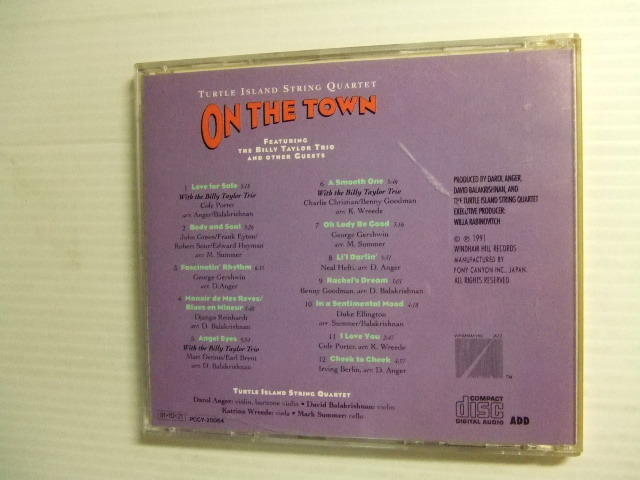 TURTLE ISLAND STRING QUARTET
ON THE TOWN
FEATURING
THE BILLY TAYLOR TRIO
AND OTHER GUESTS
1 Love for Sale
With the Billy Taylor Trio
Cole Porter
arr. Anger/Balakrishnan
2 Body and Soul
John Green/Frank Eyton/
Robert Sour/Edward Heyman
arr. M. Summer
3 Fascinatin' Rhythm
George Gershwin
arr. D. Anger
4 Manoir de Mes Reves/
Blues en Mineur
Django Reinhardt
arr. D. Balakrishnan
5 Angel Eyes
With the Billy Taylor Trio
Matt Dennis/Earl Brent
arr. D. Balakrishnan
6 A Smooth One
With the Billy Taylor Trio
Charlie Christian/Benny Goodman
arr. K. Wreede
7 Oh Lady Be Good
George Gershwin
arr. M. Summer
8 Li'l Darlin'
Neal Hefti, arr. D. Anger
9 Rachel's Dream
Benny Goodman, arr. D. Balakrishnan
10 In a Sentimental Mood 4:18
Duke Ellington
arr. Summer/Balakrishnan
11 I Love You
Cole Porter, arr. K. Wreede
12 Cheek to Cheek
Irving Berlin, arr. D. Anger
PRODUCED BY DAROL ANGER,
DAVID BALAKRISHNAN, AND
THE TURTLE ISLAND STRING QUARTET
EXECUTIVE PRODUCER:
WILLA RABINOVITCH
© ℗ 1991
WINDHAM HILL RECORDS
MANUFACTURED BY
PONY CANYON INC., JAPAN.
ALL RIGHTS RESERVED.
WINDHAM HILL JAZZ
TM
TURTLE ISLAND STRING QUARTET
Darol Anger: violin, baritone violin • David Balakrishnan: violin
Katrina Wreede: viola • Mark Summer: cello
PCCY-20064
COMPACT
disc
DIGITAL AUDIO
ADD